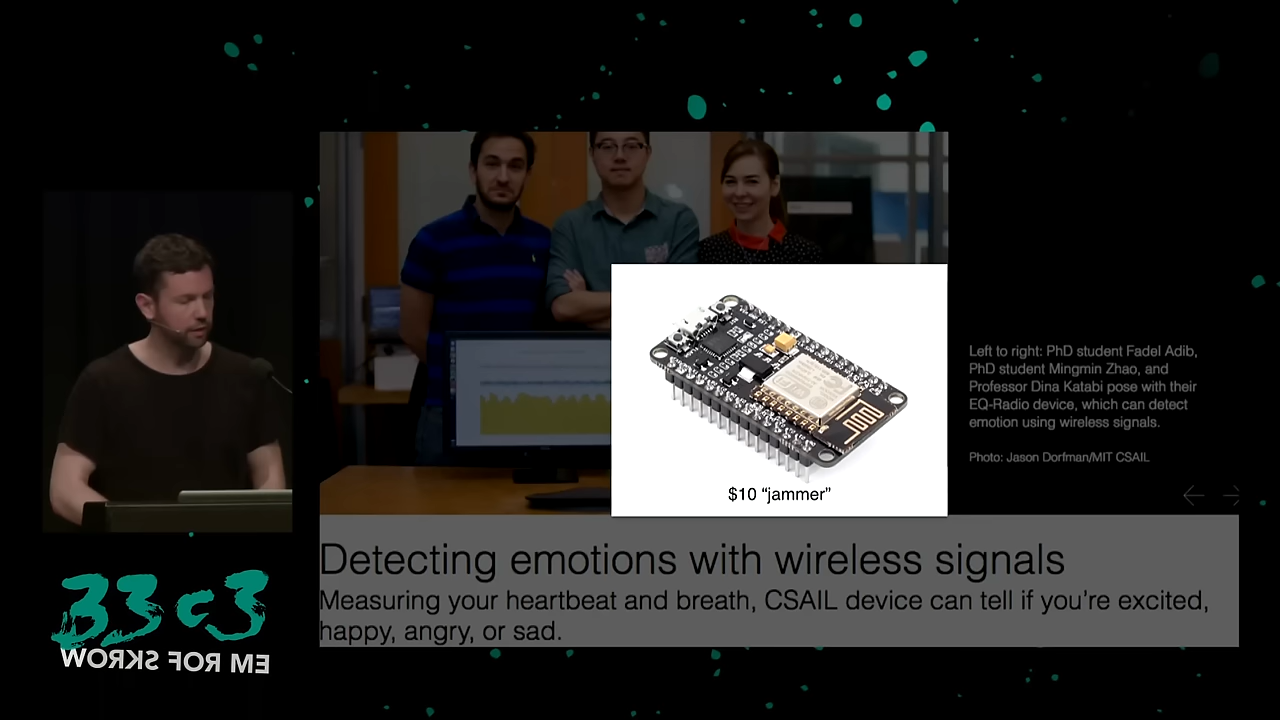 Left to right: PhD student Fadel Adib,
PhD student Mingmin Zhao, and
Professor Dina Katabi pose with their
EQ-Radio device, which can detect
emotion using wireless signals.
Photo: Jason Dorfman/MIT CSAIL
$10 “jammer”
Detecting emotions with wireless signals
Measuring your heartbeat and breath, CSAIL device can tell if you’re excited,
happy, angry, or sad.
33c3
WORKS FOR ME